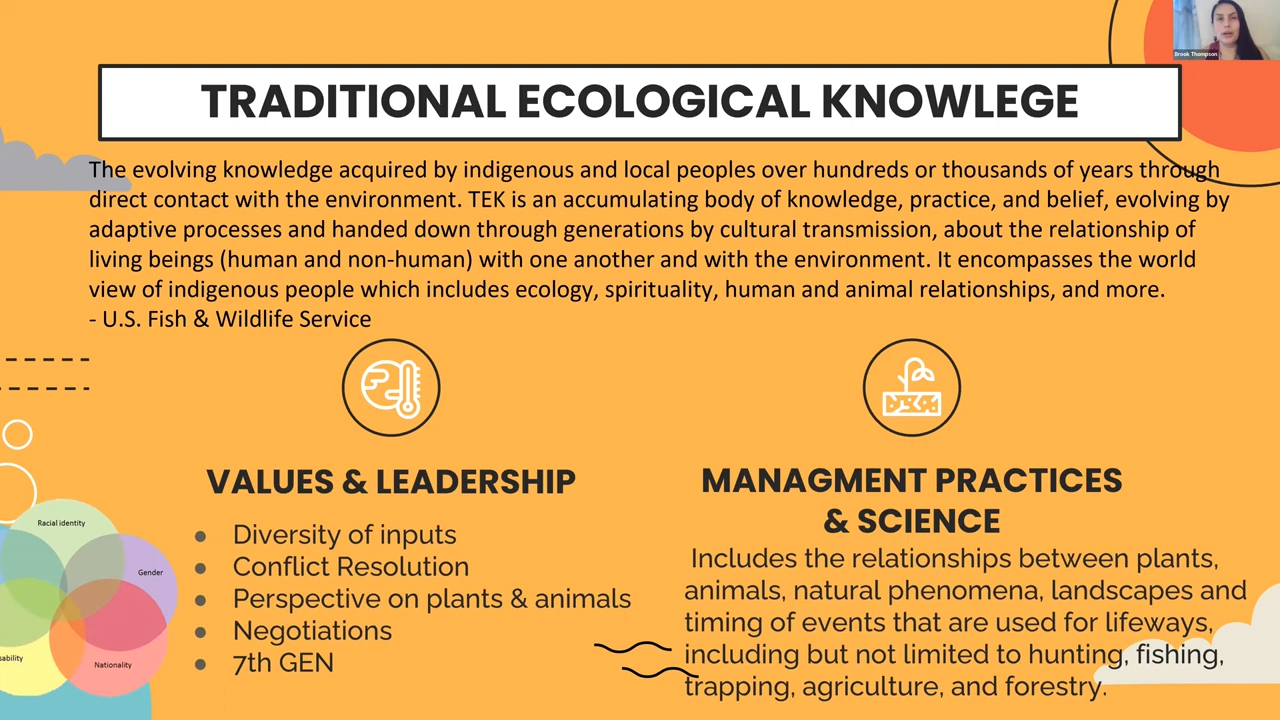 Brook Thompson
TRADITIONAL ECOLOGICAL KNOWLEGE
The evolving knowledge acquired by indigenous and local peoples over hundreds or thousands of years through
direct contact with the environment. TEK is an accumulating body of knowledge, practice, and belief, evolving by
adaptive processes and handed down through generations by cultural transmission, about the relationship of
living beings (human and non-human) with one another and with the environment. It encompasses the world
view of indigenous people which includes ecology, spirituality, human and animal relationships, and more.
- U.S. Fish & Wildlife Service
VALUES & LEADERSHIP
● Diversity of inputs
● Conflict Resolution
● Perspective on plants & animals
● Negotiations
● 7th GEN
MANAGMENT PRACTICES
& SCIENCE
Includes the relationships between plants,
animals, natural phenomena, landscapes and
timing of events that are used for lifeways,
including but not limited to hunting, fishing,
trapping, agriculture, and forestry.
Racial identity
Gender
sability
Nationality